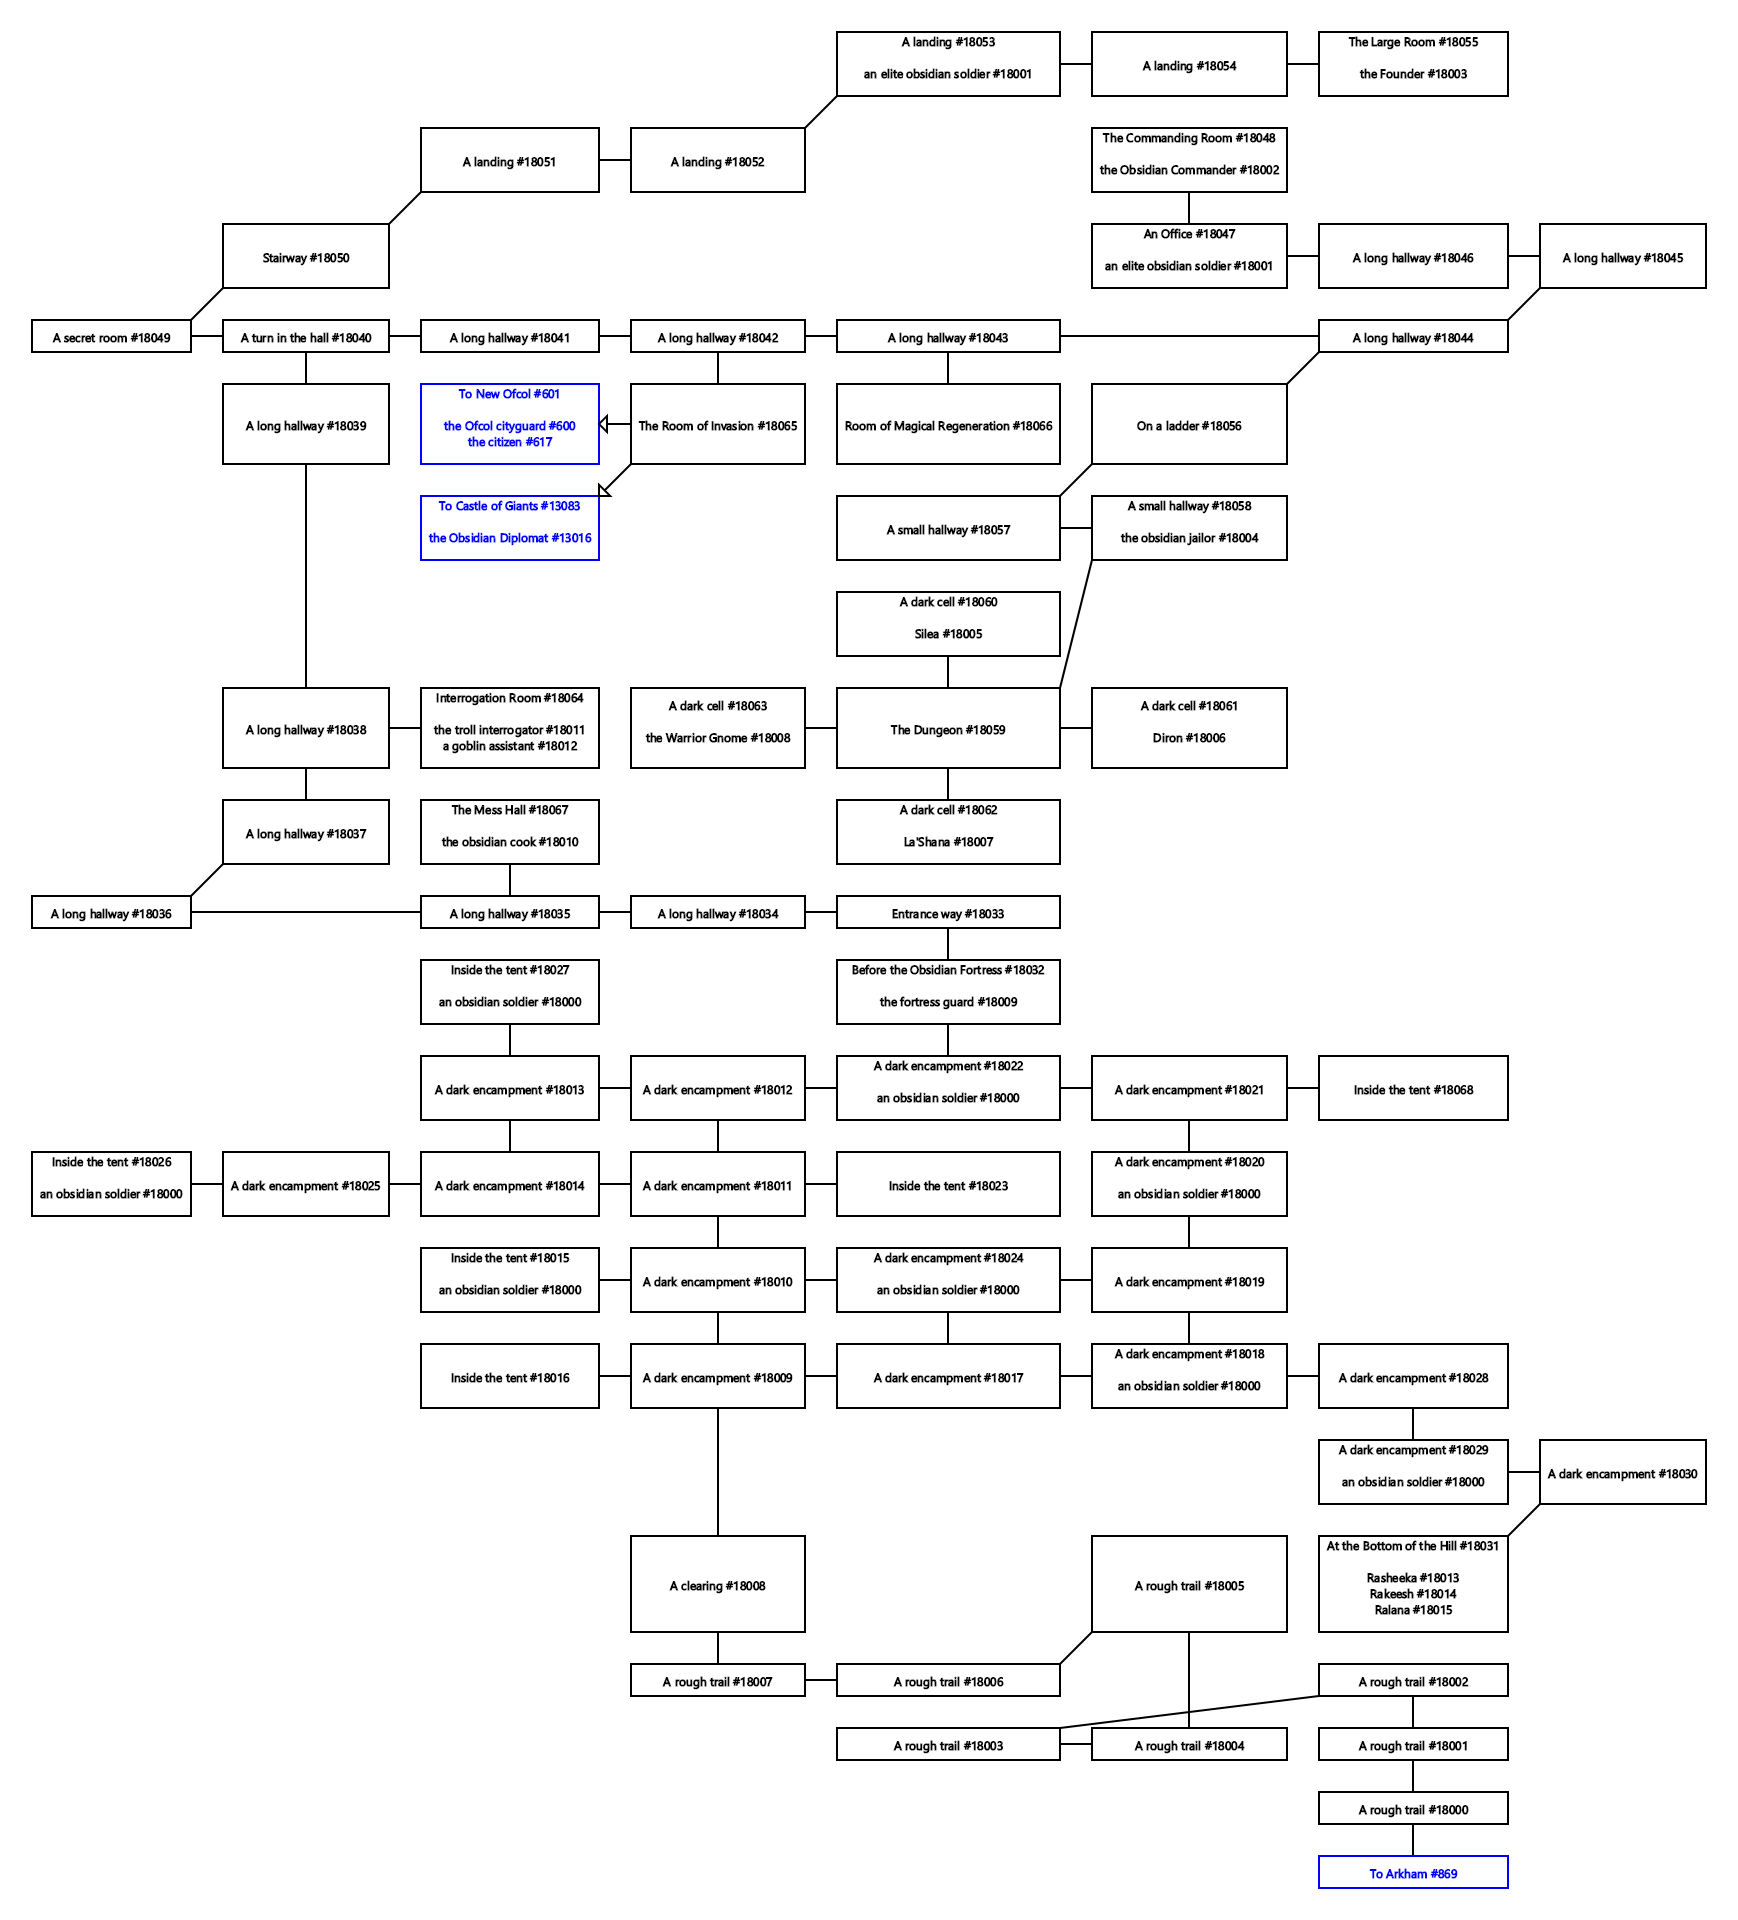 A landing #18053
an elite obsidian soldier #18001
A landing #18054
The Large Room #18055
the Founder #18003
A landing #18051
A landing #18052
The Commanding Room #18048
the Obsidian Commander #18002
Stairway #18050
An Office #18047
an elite obsidian soldier #18001
A long hallway #18046
A long hallway #18045
A secret room #18049
A turn in the hall #18040
A long hallway #18041
A long hallway #18042
A long hallway #18043
A long hallway #18044
A long hallway #18039
To New Ofcol #601
the Ofcol cityguard #600
the citizen #617
The Room of Invasion #18065
Room of Magical Regeneration #18066
On a ladder #18056
To Castle of Giants #13083
the Obsidian Diplomat #13016
A small hallway #18057
A small hallway #18058
the obsidian jailor #18004
A dark cell #18060
Silea #18005
A long hallway #18038
Interrogation Room #18064
the troll interrogator #18011
a goblin assistant #18012
A dark cell #18063
the Warrior Gnome #18008
The Dungeon #18059
A dark cell #18061
Diron #18006
A long hallway #18037
The Mess Hall #18067
the obsidian cook #18010
A dark cell #18062
La'Shana #18007
A long hallway #18036
A long hallway #18035
A long hallway #18034
Entrance way #18033
Inside the tent #18027
an obsidian soldier #18000
Before the Obsidian Fortress #18032
the fortress guard #18009
A dark encampment #18013
A dark encampment #18012
A dark encampment #18022
an obsidian soldier #18000
A dark encampment #18021
Inside the tent #18068
Inside the tent #18026
an obsidian soldier #18000
A dark encampment #18025
A dark encampment #18014
A dark encampment #18011
Inside the tent #18023
A dark encampment #18020
an obsidian soldier #18000
Inside the tent #18015
an obsidian soldier #18000
A dark encampment #18010
A dark encampment #18024
an obsidian soldier #18000
A dark encampment #18019
Inside the tent #18016
A dark encampment #18009
A dark encampment #18017
A dark encampment #18018
an obsidian soldier #18000
A dark encampment #18028
A dark encampment #18029
an obsidian soldier #18000
A dark encampment #18030
A clearing #18008
A rough trail #18005
At the Bottom of the Hill #18031
Rasheeka #18013
Rakeesh #18014
Ralana #18015
A rough trail #18007
A rough trail #18006
A rough trail #18002
A rough trail #18003
A rough trail #18004
A rough trail #18001
A rough trail #18000
To Arkham #869